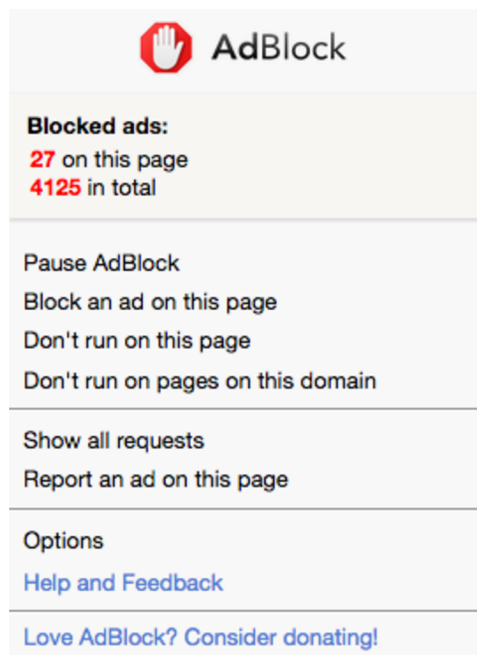 AdBlock
Blocked ads:
27 on this page
4125 in total
Pause AdBlock
Block an ad on this page
Don't run on this page
Don't run on pages on this domain
Show all requests
Report an ad on this page
Options
Help and Feedback
Love AdBlock? Consider donating!